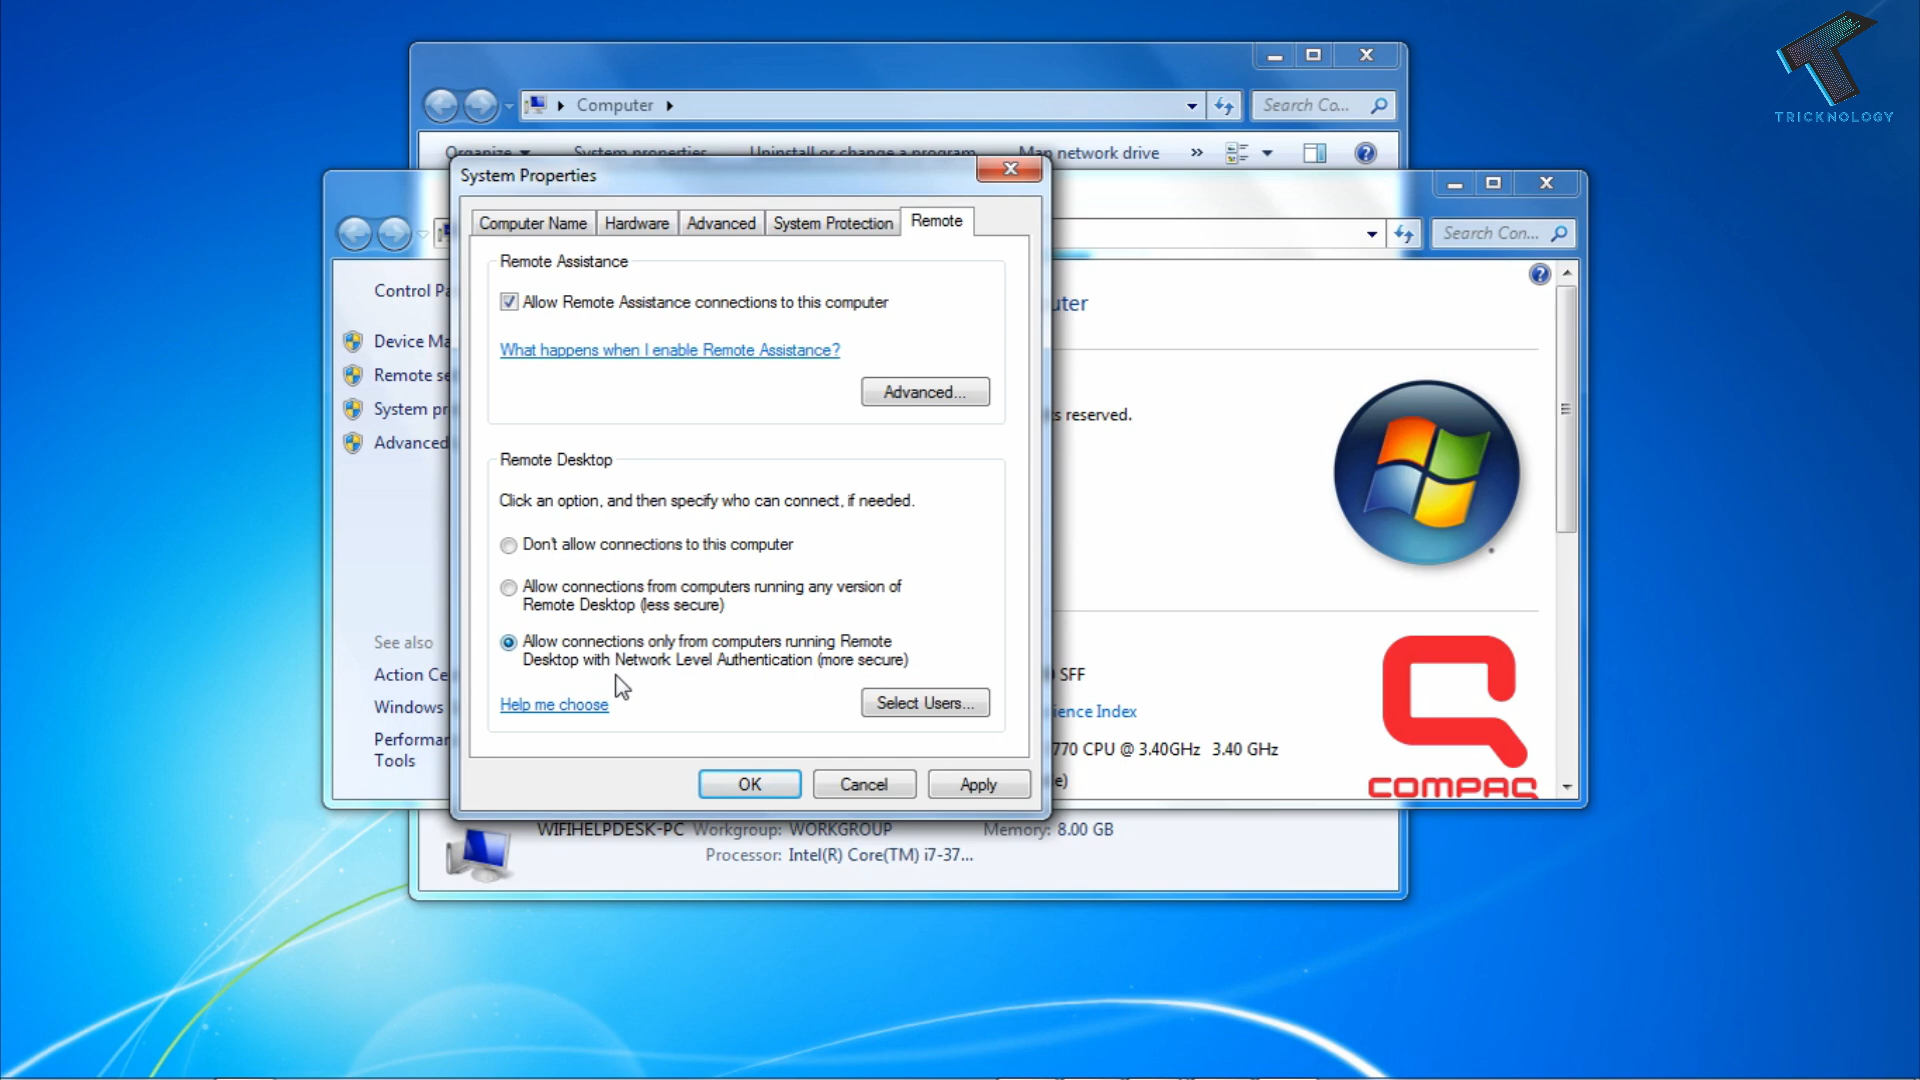 TRICKNOLOGY
Computer
Search Co...
Organize System properties Uninstall or change a program Map network drive »
System Properties
Computer Name Hardware Advanced System Protection Remote
Search Con...
Remote Assistance
Allow Remote Assistance connections to this computer
What happens when I enable Remote Assistance?
Advanced...
Remote Desktop
Click an option, and then specify who can connect, if needed.
Don't allow connections to this computer
Allow connections from computers running any version of
Remote Desktop (less secure)
Allow connections only from computers running Remote
Desktop with Network Level Authentication (more secure)
Help me choose
Select Users...
OK Cancel Apply
Control Pa
Device Ma
Remote se
System pr
Advanced
See also
Action Ce
Windows
Performan
Tools
uter
s reserved.
SFF
ience Index
770 CPU @ 3.40GHz 3.40 GHz
e)
COMPAQ
WIFIHELPDESK-PC Workgroup: WORKGROUP Memory: 8.00 GB
Processor: Intel(R) Core(TM) i7-37...